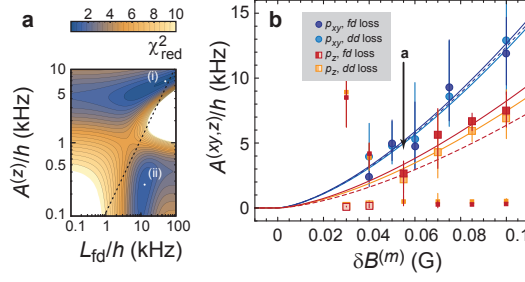 a
2 4 6 8 10
χ²red
A(z)/h (kHz)
10
5
1
0.5
0.1
(i)
(ii)
0.1 1 10 100
Lfd/h (kHz)
b
pxy, fd loss
pxy, dd loss
pz, fd loss
pz, dd loss
a
A(xy,z)/h (kHz)
15
10
5
0
0 0.02 0.04 0.06 0.08 0.1
δB(m) (G)